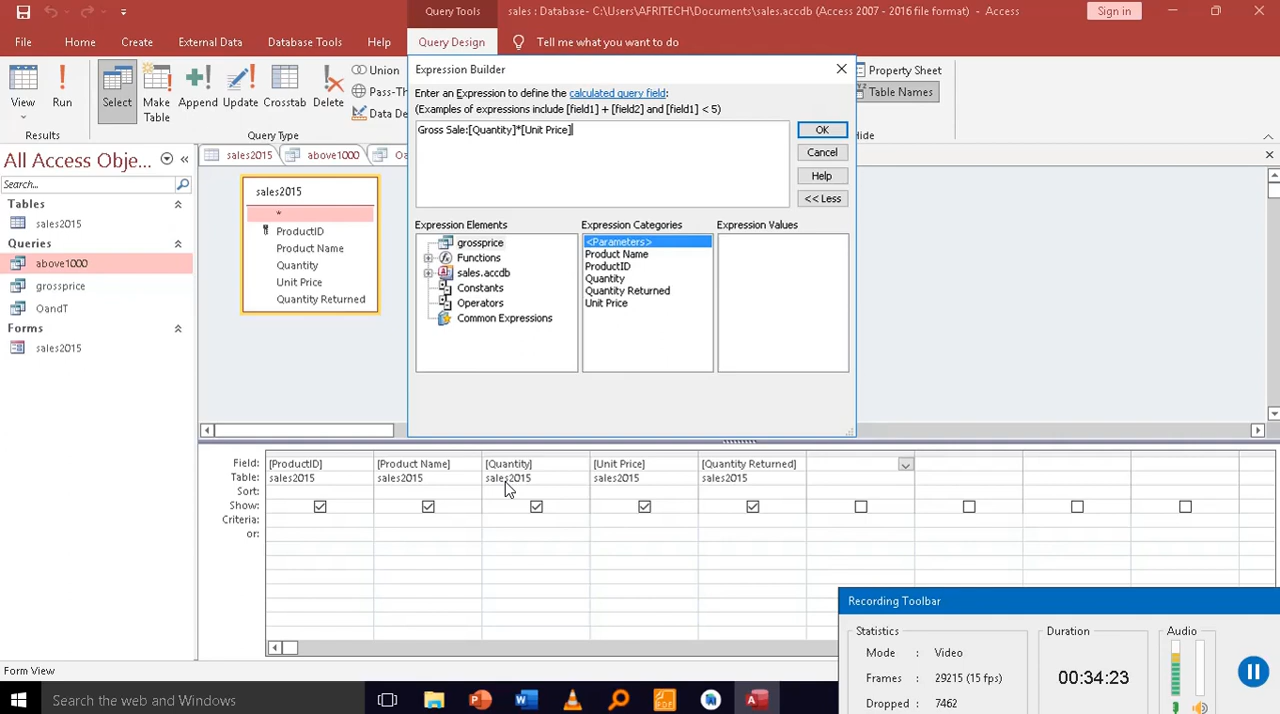 Query Tools
sales : Database- C:\Users\AFRITECH\Documents\sales.accdb (Access 2007 - 2016 file format) - Access
Sign in
File
Home
Create
External Data
Database Tools
Help
Query Design
Tell me what you want to do
View
Run
Select
Make Table
Append
Update
Crosstab
Delete
Union
Pass-Th
Data De
Property Sheet
Table Names
Results
Query Type
Hide
Expression Builder
Enter an Expression to define the calculated query field:
(Examples of expressions include [field1] + [field2] and [field1] < 5)
Gross Sale:[Quantity]*[Unit Price]
OK
Cancel
Help
<< Less
Expression Elements
Expression Categories
Expression Values
grossprice
Functions
sales.accdb
Constants
Operators
Common Expressions
<Parameters>
Product Name
ProductID
Quantity
Quantity Returned
Unit Price
All Access Obje... «
Search...
Tables
sales2015
Queries
above1000
grossprice
OandT
Forms
sales2015
sales2015
above1000
Oa
sales2015
*
ProductID
Product Name
Quantity
Unit Price
Quantity Returned
Field: [ProductID] [Product Name] [Quantity] [Unit Price] [Quantity Returned]
Table: sales2015 sales2015 sales2015 sales2015 sales2015
Sort:
Show:
Criteria:
or:
Recording Toolbar
Statistics
Mode : Video
Frames : 29215 (15 fps)
Dropped : 7462
Duration
00:34:23
Audio
Form View
Search the web and Windows